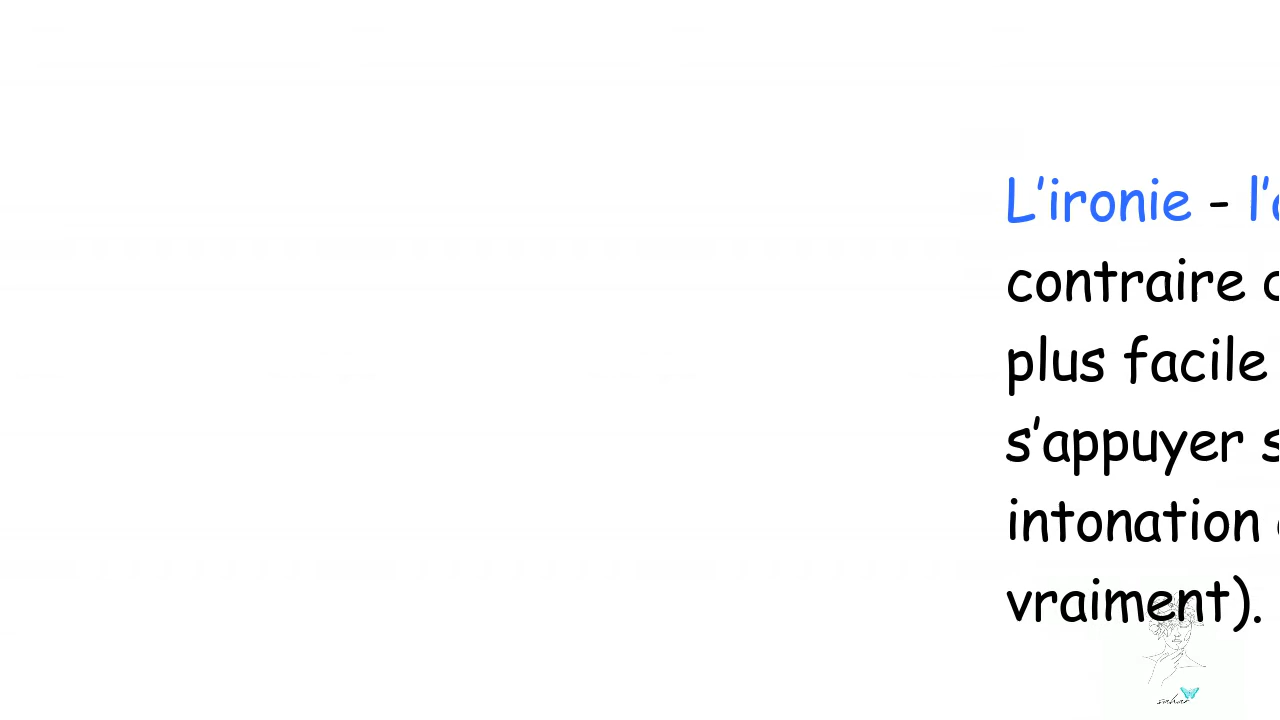 L'ironie - l'
contraire
plus facile
s'appuyer
intonation
vraiment).